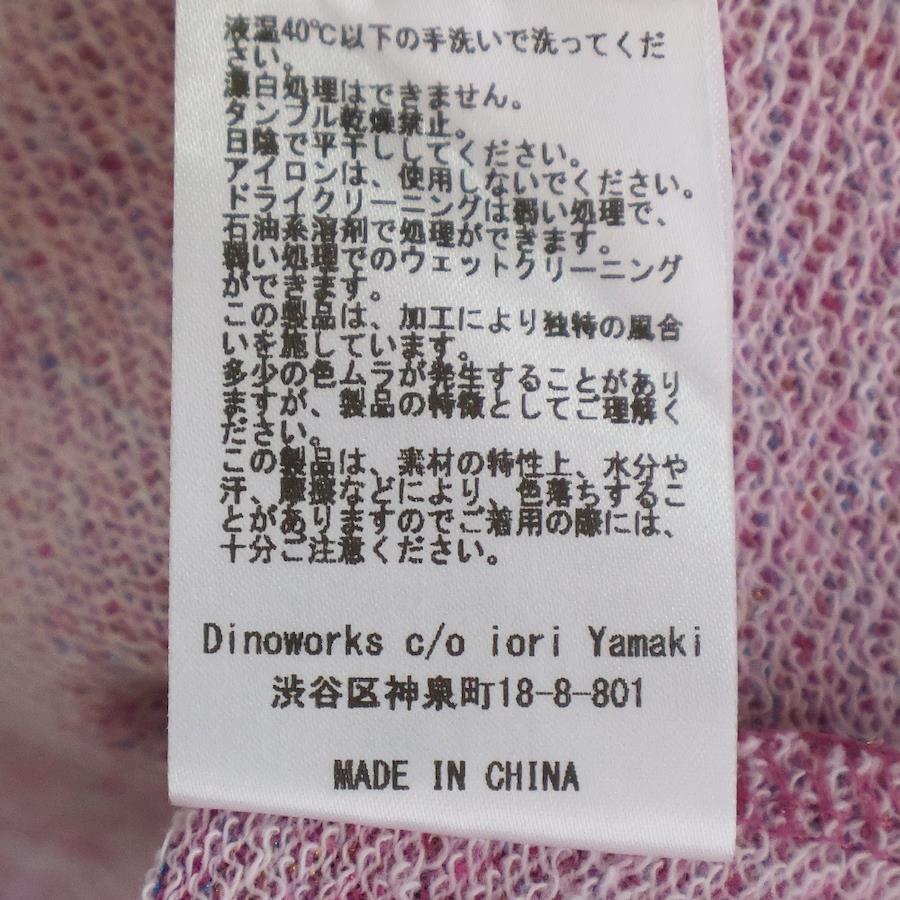 液温40℃以下の手洗いで洗ってくだ
さい。
漂白処理はできません。
タンブル乾燥禁止。
日陰で平干ししてください。
アイロンは、使用しないでください。
ドライクリーニングは弱い処理で、
石油系溶剤で処理ができます。
弱い処理でのウェットクリーニング
ができます。
この製品は、加工により独特の風合
いを施しています。
多少の色ムラが発生することがあり
ますが、製品の特徴としてご理解く
ださい。
この製品は、素材の特性上、水分や
汗、摩擦などにより、色落ちするこ
とがありますのでご着用の際には、
十分ご注意ください。
Dinoworks c/o iori Yamaki
渋谷区神泉町18-8-801
MADE IN CHINA